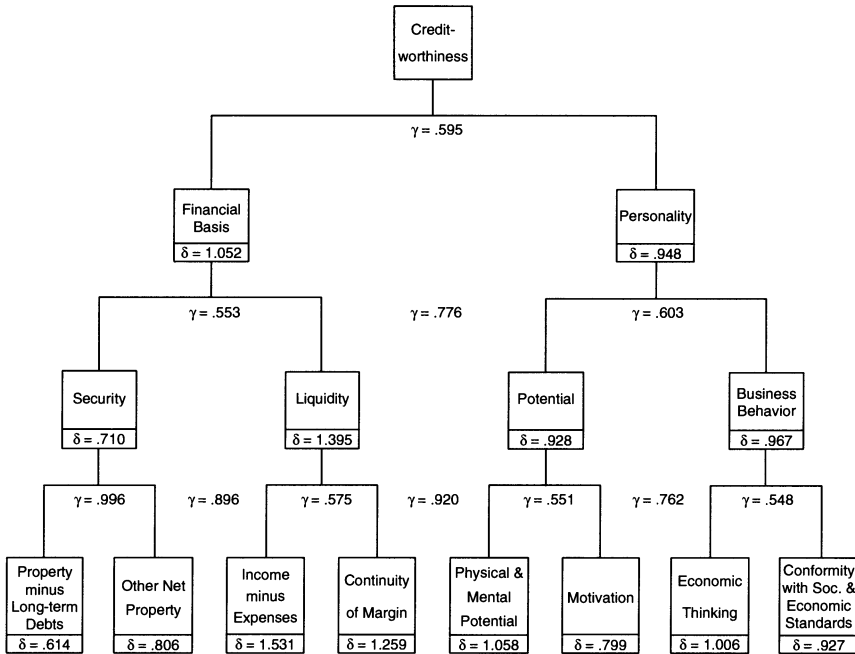 Credit-
worthiness
γ = .595
Financial
Basis
δ = 1.052
Personality
δ = .948
γ = .553
γ = .776
γ = .603
Security
δ = .710
Liquidity
δ = 1.395
Potential
δ = .928
Business
Behavior
δ = .967
γ = .996
γ = .896
γ = .575
γ = .920
γ = .551
γ = .762
γ = .548
Property
minus
Long-term
Debts
δ = .614
Other Net
Property
δ = .806
Income
minus
Expenses
δ = 1.531
Continuity
of Margin
δ = 1.259
Physical &
Mental
Potential
δ = 1.058
Motivation
δ = .799
Economic
Thinking
δ = 1.006
Conformity
with Soc. &
Economic
Standards
δ = .927